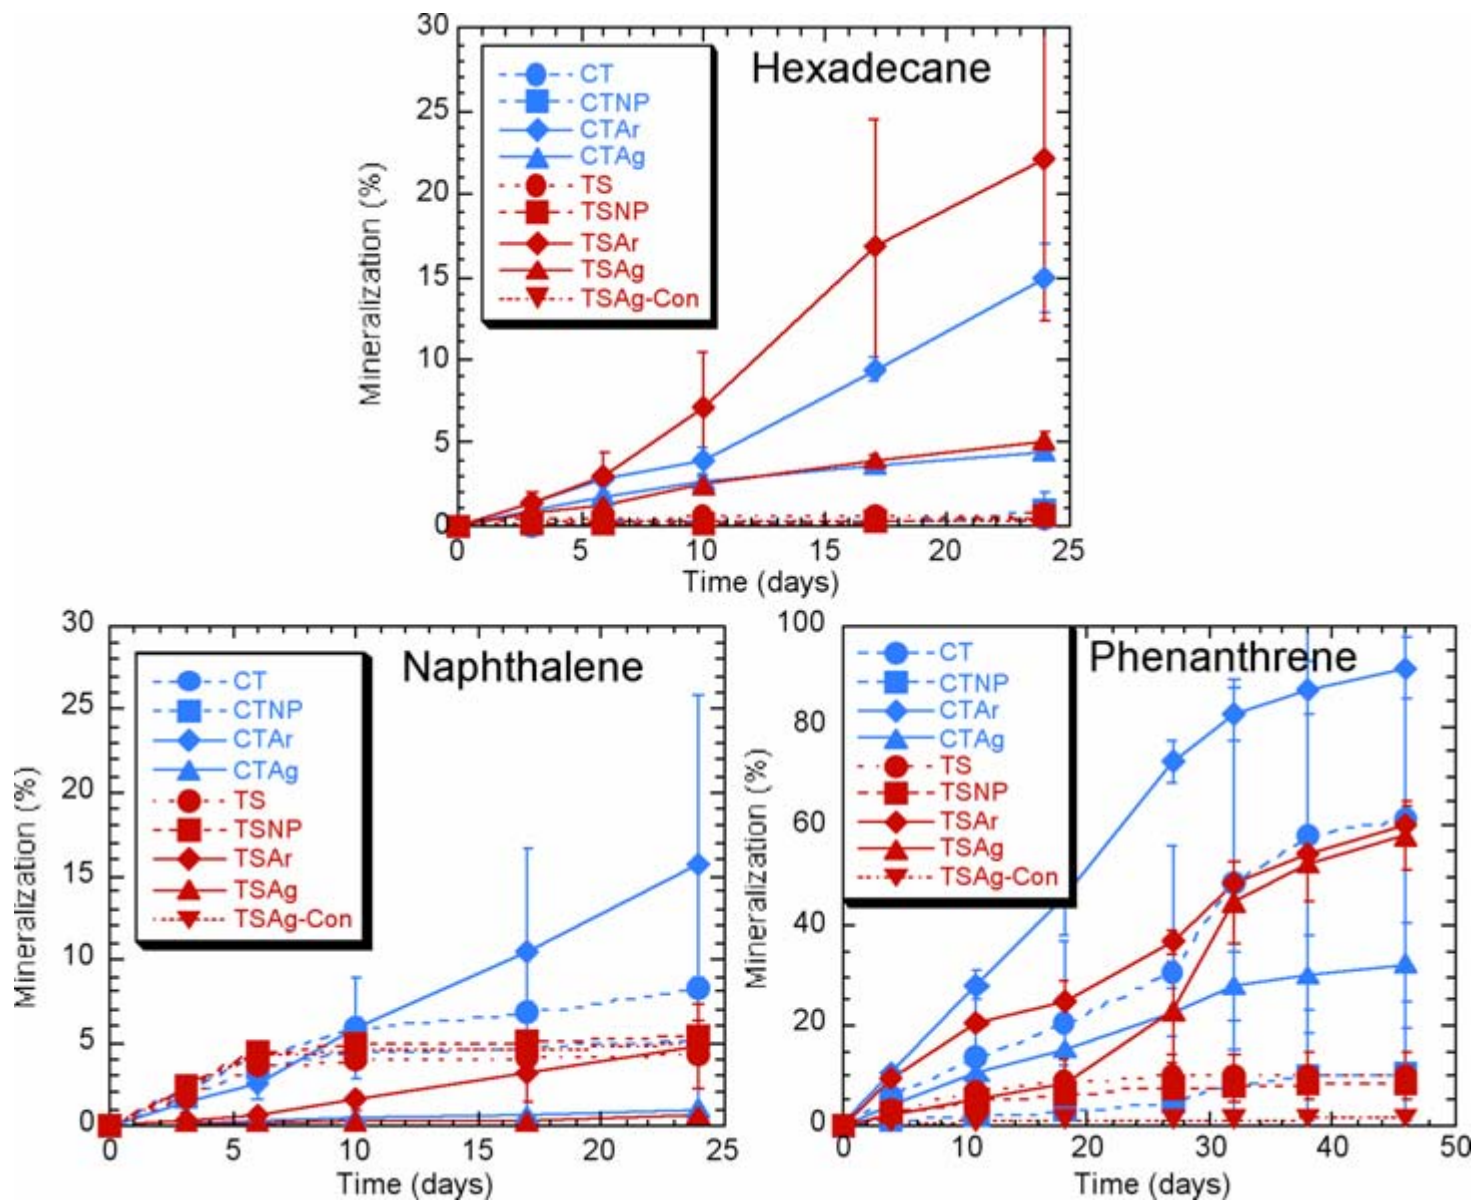 Hexadecane
Mineralization (%)
30
25
20
15
10
5
0
CT
CTNP
CTAr
CTAg
TS
TSNP
TSAr
TSAg
TSAg-Con
0 5 10 15 20 25
Time (days)
Naphthalene
Mineralization (%)
30
25
20
15
10
5
0
CT
CTNP
CTAr
CTAg
TS
TSNP
TSAr
TSAg
TSAg-Con
0 5 10 15 20 25
Time (days)
Phenanthrene
Mineralization (%)
100
80
60
40
20
0
CT
CTNP
CTAr
CTAg
TS
TSNP
TSAr
TSAg
TSAg-Con
0 10 20 30 40 50
Time (days)